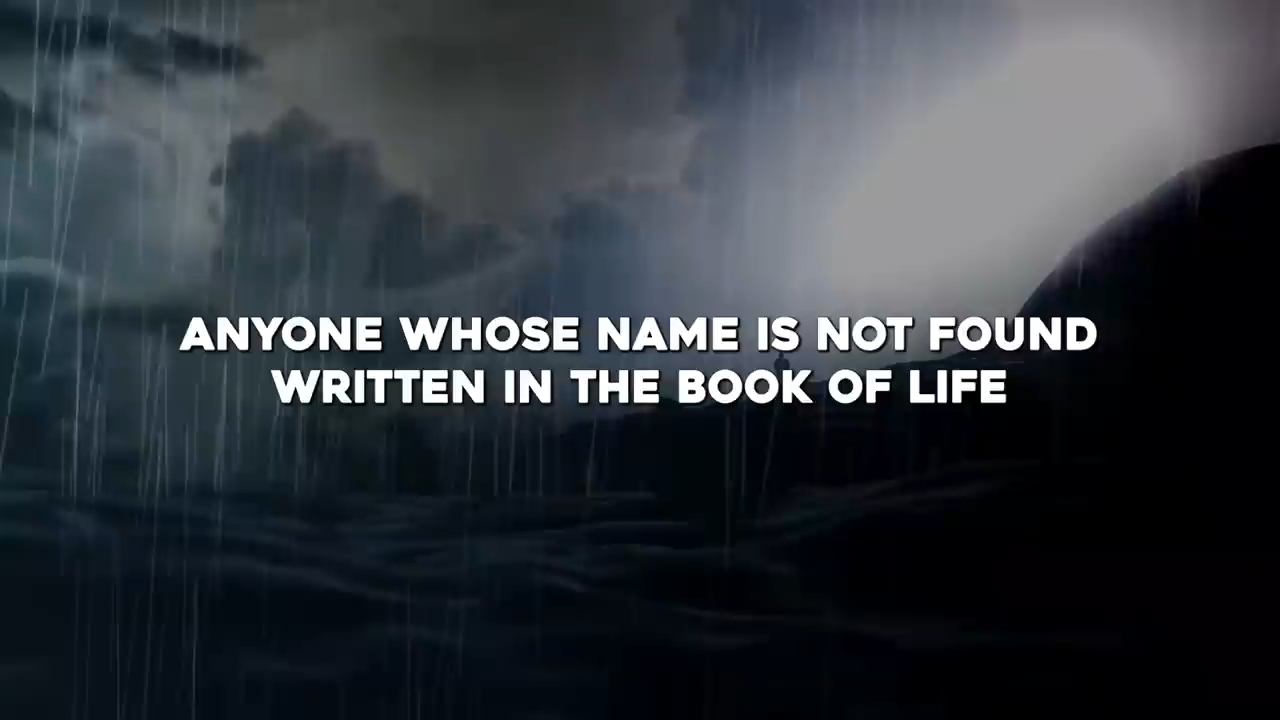 ANYONE WHOSE NAME IS NOT FOUND
WRITTEN IN THE BOOK OF LIFE